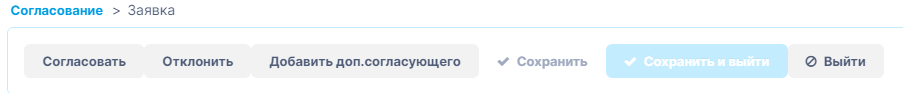 Согласование > Заявка
Согласовать Отклонить Добавить доп.согласующего Сохранить Сохранить и выйти Выйти